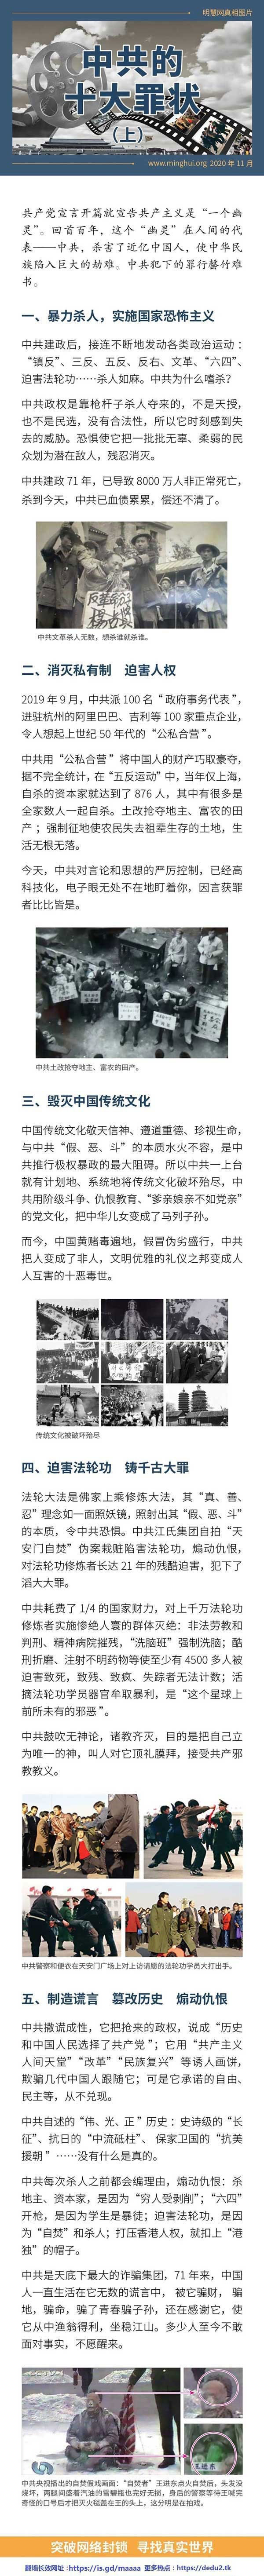 明慧网真相图片
中共的
十大罪状
（上）
www.minghui.org 2020 年 11 月
共产党宣言开篇就宣告共产主义是“一个幽
灵”。回首百年，这个“幽灵”在人间的代
表——中共，杀害了近亿中国人，使中华民
族陷入巨大的劫难。中共犯下的罪行罄竹难
书。
一、暴力杀人，实施国家恐怖主义
中共建政后，接连不断地发动各类政治运动：
“镇反”、三反、五反、反右、文革、“六四”、
迫害法轮功……杀人如麻。中共为什么嗜杀？
中共政权是靠枪杆子杀人夺来的，不是天授，
也不是民选，没有合法性，所以它时刻感到失
去的威胁。恐惧使它把一批批无辜、柔弱的民
众划为潜在敌人，残忍消灭。
中共建政 71 年，已导致 8000 万人非正常死亡，
杀到今天，中共已血债累累，偿还不清了。
中共文革杀人无数，想杀谁就杀谁。
二、消灭私有制　迫害人权
2019 年 9 月，中共派 100 名“政府事务代表”，
进驻杭州的阿里巴巴、吉利等 100 家重点企业，
令人想起上世纪 50 年代的“公私合营”。
中共用“公私合营”将中国人的财产巧取豪夺，
据不完全统计，在“五反运动”中，当年仅上海，
自杀的资本家就达到了 876 人，其中有很多是
全家数人一起自杀。土改抢夺地主、富农的田
产；强制征地使农民失去祖辈生存的土地，生
活无根无落。
今天，中共对言论和思想的严厉控制，已经高
科技化，电子眼无处不在地盯着你，因言获罪
者比比皆是。
中共土改抢夺地主、富农的田产。
三、毁灭中国传统文化
中国传统文化敬天信神、遵道重德、珍视生命，
与中共“假、恶、斗”的本质水火不容，是中
共推行极权暴政的最大阻碍。所以中共一上台
就有计划地、系统地将传统文化破坏殆尽，中
共用阶级斗争、仇恨教育、“爹亲娘亲不如党亲”
的党文化，把中华儿女变成了马列子孙。
而今，中国黄赌毒遍地，假冒伪劣盛行，中共
把人变成了非人，文明优雅的礼仪之邦变成人
人互害的十恶毒世。
传统文化被破坏殆尽
四、迫害法轮功　铸千古大罪
法轮大法是佛家上乘修炼大法，其“真、善、
忍”理念如一面照妖镜，照射出其“假、恶、斗”
的本质，令中共恐惧。中共江氏集团自拍“天
安门自焚”伪案栽赃陷害法轮功，煽动仇恨，
对法轮功修炼者长达 21 年的残酷迫害，犯下了
滔天大罪。
中共耗费了 1/4 的国家财力，对上千万法轮功
修炼者实施惨绝人寰的群体灭绝：非法劳教和
判刑、精神病院摧残，“洗脑班”强制洗脑；酷
刑折磨、注射不明药物等使至少有 4500 多人被
迫害致死，致残、致疯、失踪者无法计数；活
摘法轮功学员器官牟取暴利，是“这个星球上
前所未有的邪恶”。
中共鼓吹无神论，诸教齐灭，目的是把自己立
为唯一的神，叫人对它顶礼膜拜，接受共产邪
教教义。
中共警察和便衣在天安门广场上对上访请愿的法轮功学员大打出手。
五、制造谎言　篡改历史　煽动仇恨
中共撒谎成性，它把抢来的政权，说成“历史
和中国人民选择了共产党”；它用“共产主义
人间天堂”“改革”“民族复兴”等诱人画饼，
欺骗几代中国人跟随它；可是它承诺的自由、
民主等，从不兑现。
中共自述的“伟、光、正”历史：史诗级的“长
征”、抗日的“中流砥柱”、保家卫国的“抗美
援朝”……没有什么是真的。
中共每次杀人之前都会编理由，煽动仇恨：杀
地主、资本家，是因为“穷人受剥削”；“六四”
开枪，是因为学生是暴徒；迫害法轮功，是因
为“自焚”和杀人；打压香港人权，就扣上“港
独”的帽子。
中共是天底下最大的诈骗集团，71 年来，中国
人一直生活在它无数的谎言中，被它骗财，骗
地，骗命，骗了青春骗子孙，还在感谢它，使
它从中渔翁得利，坐稳江山。多少人至今不敢
面对事实，不愿醒来。
王进东
中共央视播出的自焚假戏画面：“自焚者”王进东点火自焚后，头发没
烧坏，两腿间盛着汽油的雪碧瓶也完好无损，身后的警察等待王喊完
奇怪的口号后才把灭火毯盖在王的头上，这分明是在拍戏。
突破网络封锁　寻找真实世界
翻墙长效网址：https://is.gd/maaaa 更多热点：https://dedu2.tk